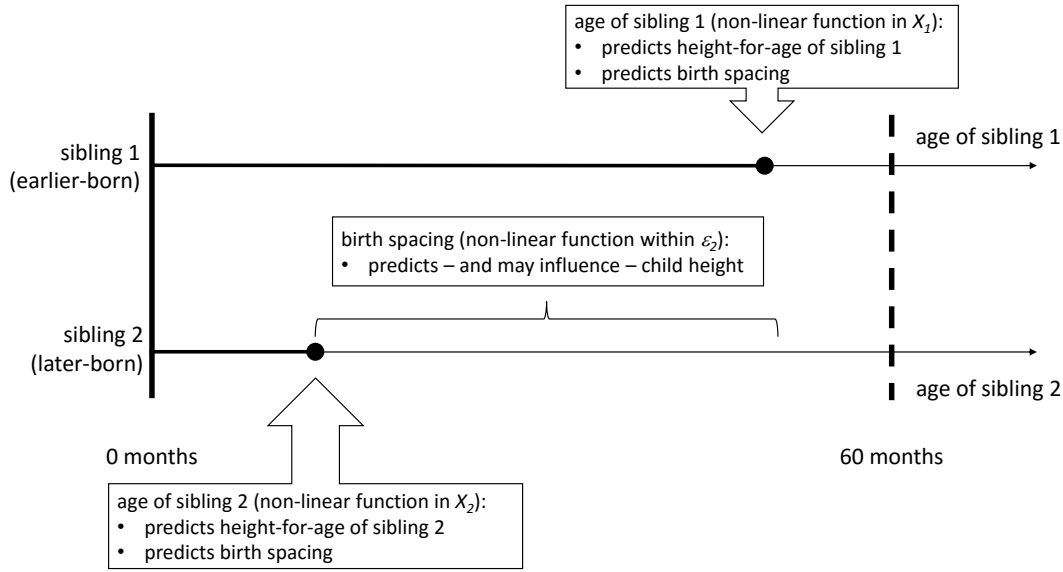 age of sibling 1 (non-linear function in X₁):
• predicts height-for-age of sibling 1
• predicts birth spacing
age of sibling 1
sibling 1
(earlier-born)
birth spacing (non-linear function within ε₂):
• predicts – and may influence – child height
sibling 2
(later-born)
age of sibling 2
0 months
60 months
age of sibling 2 (non-linear function in X₂):
• predicts height-for-age of sibling 2
• predicts birth spacing